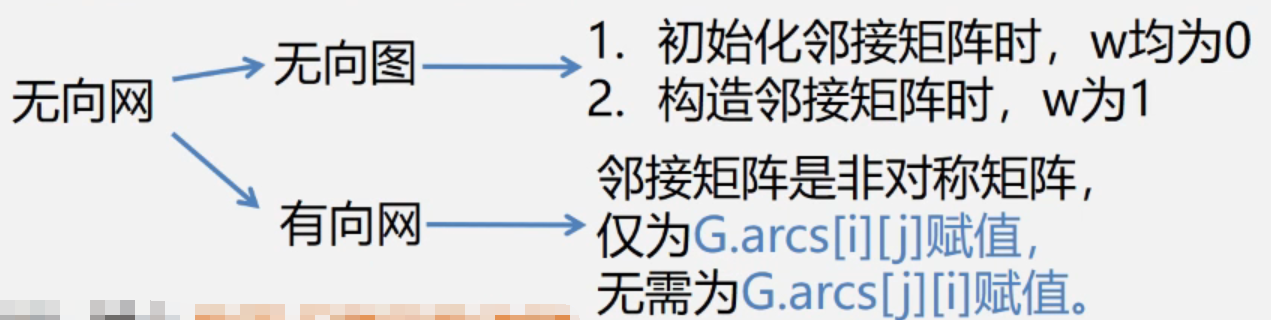 无向网
无向图
1. 初始化邻接矩阵时，w均为0
2. 构造邻接矩阵时，w为1
有向网
邻接矩阵是非对称矩阵，
仅为G.arcs[i][j]赋值，
无需为G.arcs[j][i]赋值。